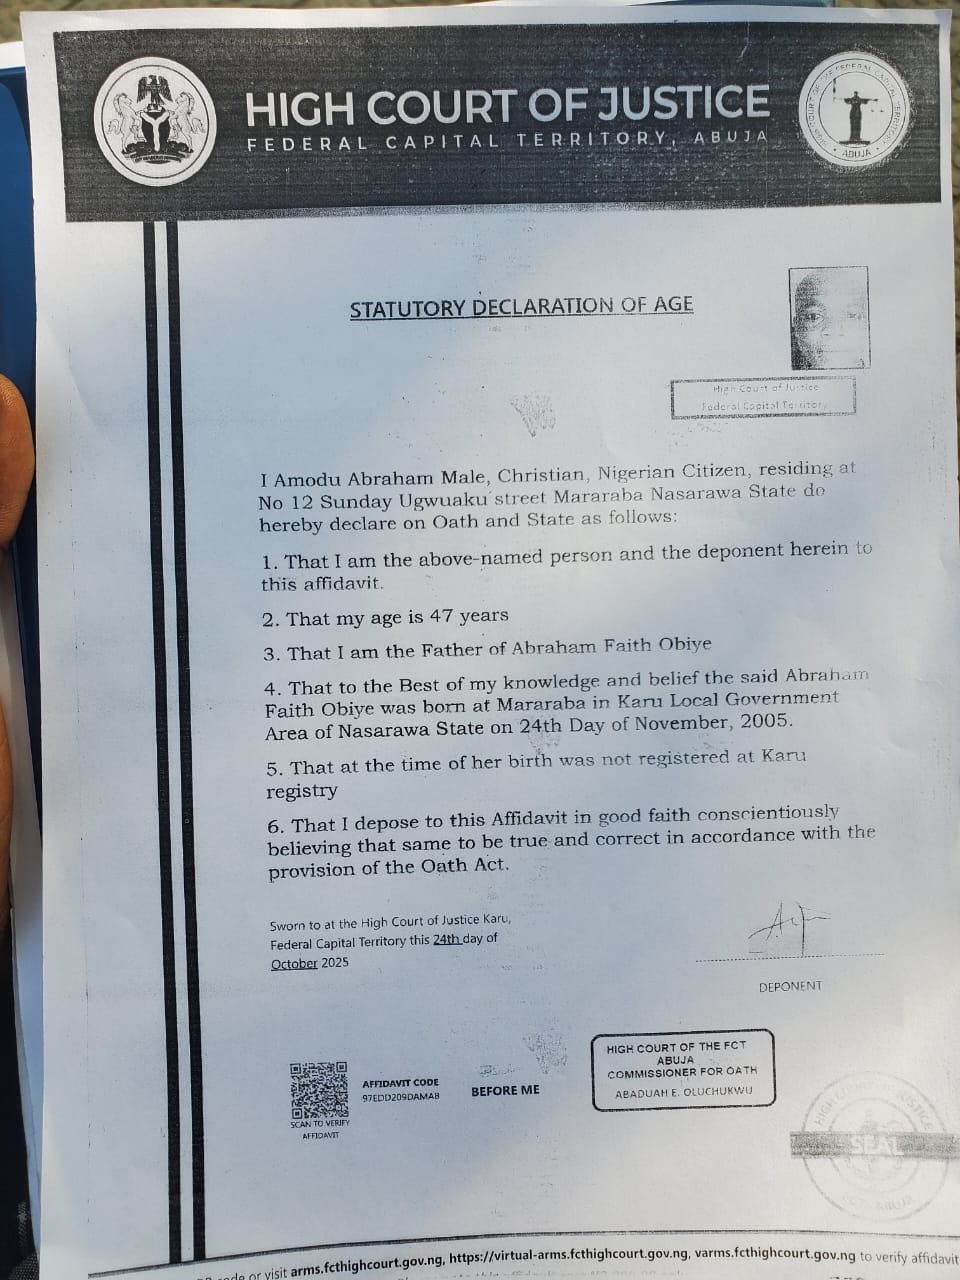 HIGH COURT OF JUSTICE
FEDERAL CAPITAL TERRITORY, ABUJA
ABUJA
STATUTORY DECLARATION OF AGE
High Court of Justice
Federal Capital Territory
I Amodu Abraham Male, Christian, Nigerian Citizen, residing at
No 12 Sunday Ugwuaku street Mararaba Nasarawa State do
hereby declare on Oath and State as follows:
1. That I am the above-named person and the deponent herein to
this affidavit.
2. That my age is 47 years
3. That I am the Father of Abraham Faith Obiye
4. That to the Best of my knowledge and belief the said Abraham
Faith Obiye was born at Mararaba in Karu Local Government
Area of Nasarawa State on 24th Day of November, 2005.
5. That at the time of her birth was not registered at Karu
registry
6. That I depose to this Affidavit in good faith conscientiously
believing that same to be true and correct in accordance with the
provision of the Oath Act.
Sworn to at the High Court of Justice Karu,
Federal Capital Territory this 24th day of
October 2025
DEPONENT
SCAN TO VERIFY
AFFIDAVIT
AFFIDAVIT CODE
97EDD209DAMAB
BEFORE ME
HIGH COURT OF THE FCT
ABUJA
COMMISSIONER FOR OATH
ABADUAH E. OLUCHUKWU
SEAL
code or visit arms.fcthighcourt.gov.ng, https://virtual-arms.fcthighcourt.gov.ng, varms.fcthighcourt.gov.ng to verify affidavit